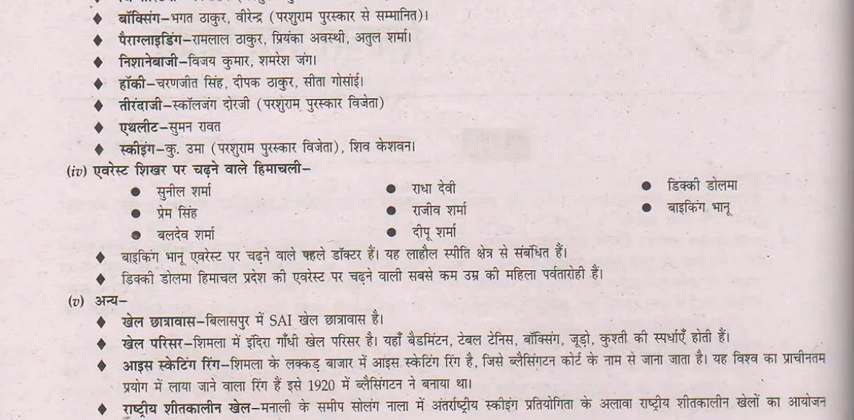 ◆ बॉक्सिंग–भगत ठाकुर, वीरेन्द्र (परशुराम पुरस्कार से सम्मानित)।
◆ पैराग्लाइडिंग–रामलाल ठाकुर, प्रियंका अवस्थी, अतुल शर्मा।
◆ निशानेबाजी–विजय कुमार, शमरेश जंग।
◆ हॉकी–चरणजीत सिंह, दीपक ठाकुर, सीता गोसांई।
◆ तीरंदाजी–स्कॉलजंग दोरजी (परशुराम पुरस्कार विजेता)
◆ एथलीट–सुमन रावत
◆ स्कीइंग–कु. उमा (परशुराम पुरस्कार विजेता), शिव केशवन।
(iv) एवरेस्ट शिखर पर चढ़ने वाले हिमाचली–
● सुनील शर्मा ● राधा देवी ● डिक्की डोलमा
● प्रेम सिंह ● राजीव शर्मा ● बाइकिंग भानू
● बलदेव शर्मा ● दीपू शर्मा
◆ बाइकिंग भानू एवरेस्ट पर चढ़ने वाले पहले डॉक्टर हैं। यह लाहौल स्पीति क्षेत्र से संबंधित हैं।
◆ डिक्की डोलमा हिमाचल प्रदेश की एवरेस्ट पर चढ़ने वाली सबसे कम उम्र की महिला पर्वतारोही हैं।
(v) अन्य–
◆ खेल छात्रावास–बिलासपुर में SAI खेल छात्रावास है।
◆ खेल परिसर–शिमला में इंदिरा गाँधी खेल परिसर है। यहाँ बैडमिंटन, टेबल टेनिस, बॉक्सिंग, जूडो, कुश्ती की स्पर्धाएँ होती हैं।
◆ आइस स्केटिंग रिंग–शिमला के लक्कड़ बाजार में आइस स्केटिंग रिंग है, जिसे ब्लैसिंगटन कोर्ट के नाम से जाना जाता है। यह विश्व का प्राचीनतम
प्रयोग में लाया जाने वाला रिंग हैं इसे 1920 में ब्लैसिंगटन ने बनाया था।
◆ राष्ट्रीय शीतकालीन खेल–मनाली के समीप सोलंग नाला में अंतर्राष्ट्रीय स्कीइंग प्रतियोगिता के अलावा राष्ट्रीय शीतकालीन खेलों का आयोजन